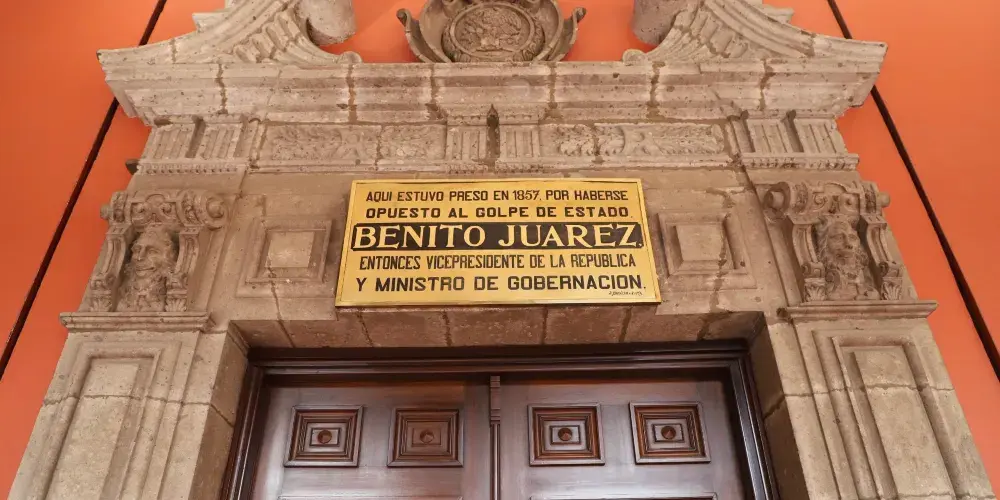 AQUI ESTUVO PRESO EN 1857, POR HABERSE
OPUESTO AL GOLPE DE ESTADO.
BENITO JUAREZ.
ENTONCES VICEPRESIDENTE DE LA REPUBLICA
Y MINISTRO DE GOBERNACION.